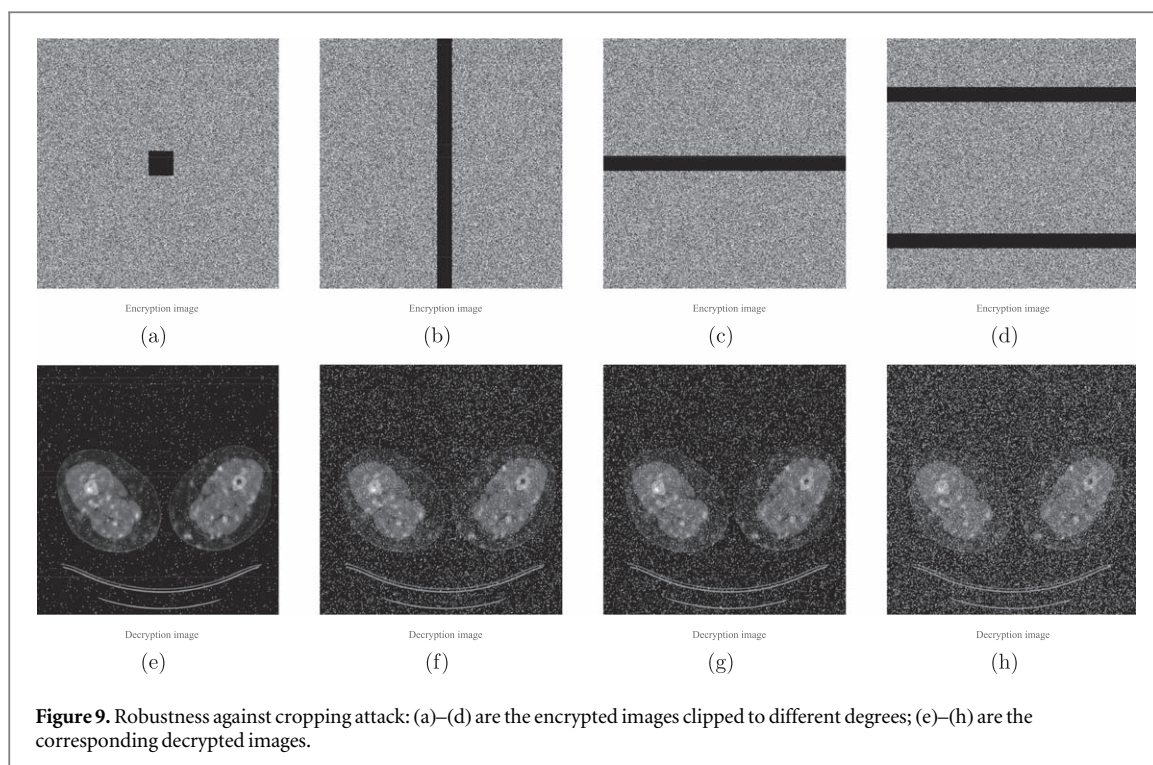 Encryption image
Encryption image
Encryption image
Encryption image
(a)
(b)
(c)
(d)
Decryption image
Decryption image
Decryption image
Decryption image
(e)
(f)
(g)
(h)
Figure 9. Robustness against cropping attack: (a)–(d) are the encrypted images clipped to different degrees; (e)–(h) are the
corresponding decrypted images.